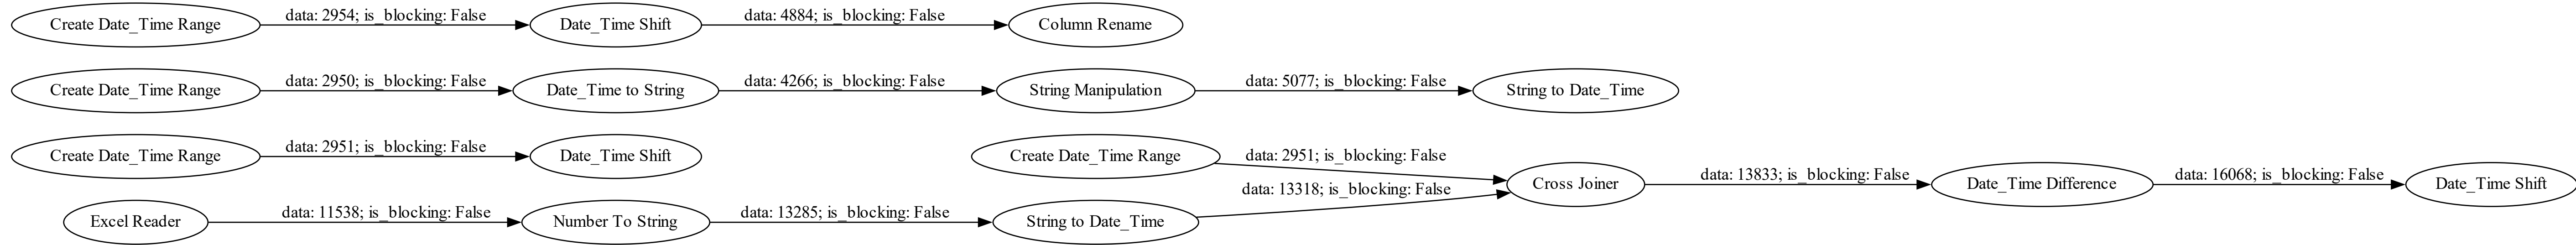 Create Date_Time Range
data: 2954; is_blocking: False
Date_Time Shift
data: 4884; is_blocking: False
Column Rename
Create Date_Time Range
data: 2950; is_blocking: False
Date_Time to String
data: 4266; is_blocking: False
String Manipulation
data: 5077; is_blocking: False
String to Date_Time
Create Date_Time Range
data: 2951; is_blocking: False
Date_Time Shift
Create Date_Time Range
data: 2951; is_blocking: False
Excel Reader
data: 11538; is_blocking: False
Number To String
data: 13285; is_blocking: False
String to Date_Time
data: 13318; is_blocking: False
Cross Joiner
data: 13833; is_blocking: False
Date_Time Difference
data: 16068; is_blocking: False
Date_Time Shift